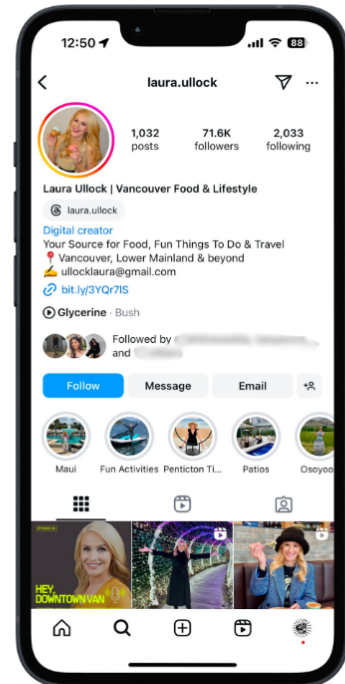 12:50
88
laura.ullock
1,032
posts
71.6K
followers
2,033
following
Laura Ullock | Vancouver Food & Lifestyle
laura.ullock
Digital creator
Your Source for Food, Fun Things To Do & Travel
📍 Vancouver, Lower Mainland & beyond
✍️ ullocklaura@gmail.com
bit.ly/3YQr7lS
Glycerine · Bush
Followed by
and
Follow
Message
Email
Maui
Fun Activities
Penticton Ti...
Patios
Osoyoo
HEY,
DOWNTOWN VAN